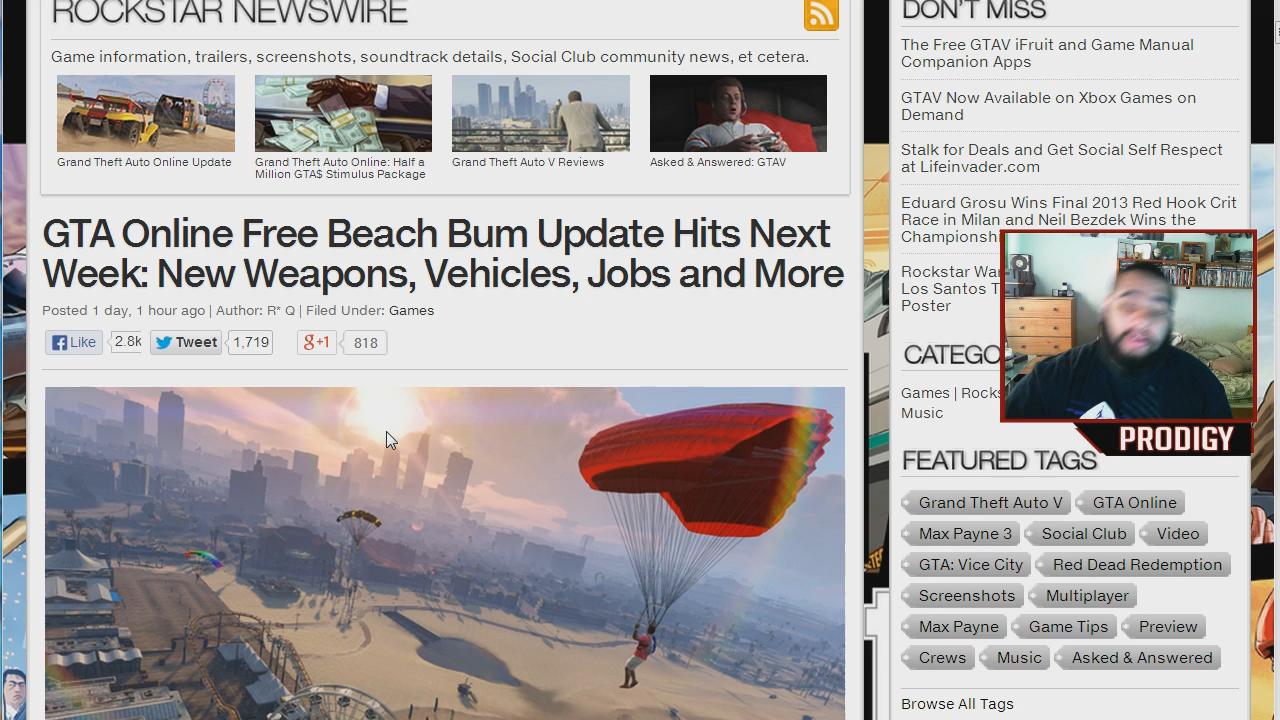 ROCKSTAR NEWSWIRE
Game information, trailers, screenshots, soundtrack details, Social Club community news, et cetera.
Grand Theft Auto Online Update
Grand Theft Auto Online: Half a
Million GTA$ Stimulus Package
Grand Theft Auto V Reviews
Asked & Answered: GTAV
GTA Online Free Beach Bum Update Hits Next
Week: New Weapons, Vehicles, Jobs and More
Posted 1 day, 1 hour ago | Author: R* Q | Filed Under: Games
Like 2.8k Tweet 1,719 g+1 818
DON'T MISS
The Free GTAV iFruit and Game Manual
Companion Apps
GTAV Now Available on Xbox Games on
Demand
Stalk for Deals and Get Social Self Respect
at Lifeinvader.com
Eduard Grosu Wins Final 2013 Red Hook Crit
Race in Milan and Neil Bezdek Wins the
Championsh
Rockstar War
Los Santos T
Poster
PRODIGY
CATEGO
Games | Rocks
Music
FEATURED TAGS
Grand Theft Auto V GTA Online
Max Payne 3 Social Club Video
GTA: Vice City Red Dead Redemption
Screenshots Multiplayer
Max Payne Game Tips Preview
Crews Music Asked & Answered
Browse All Tags